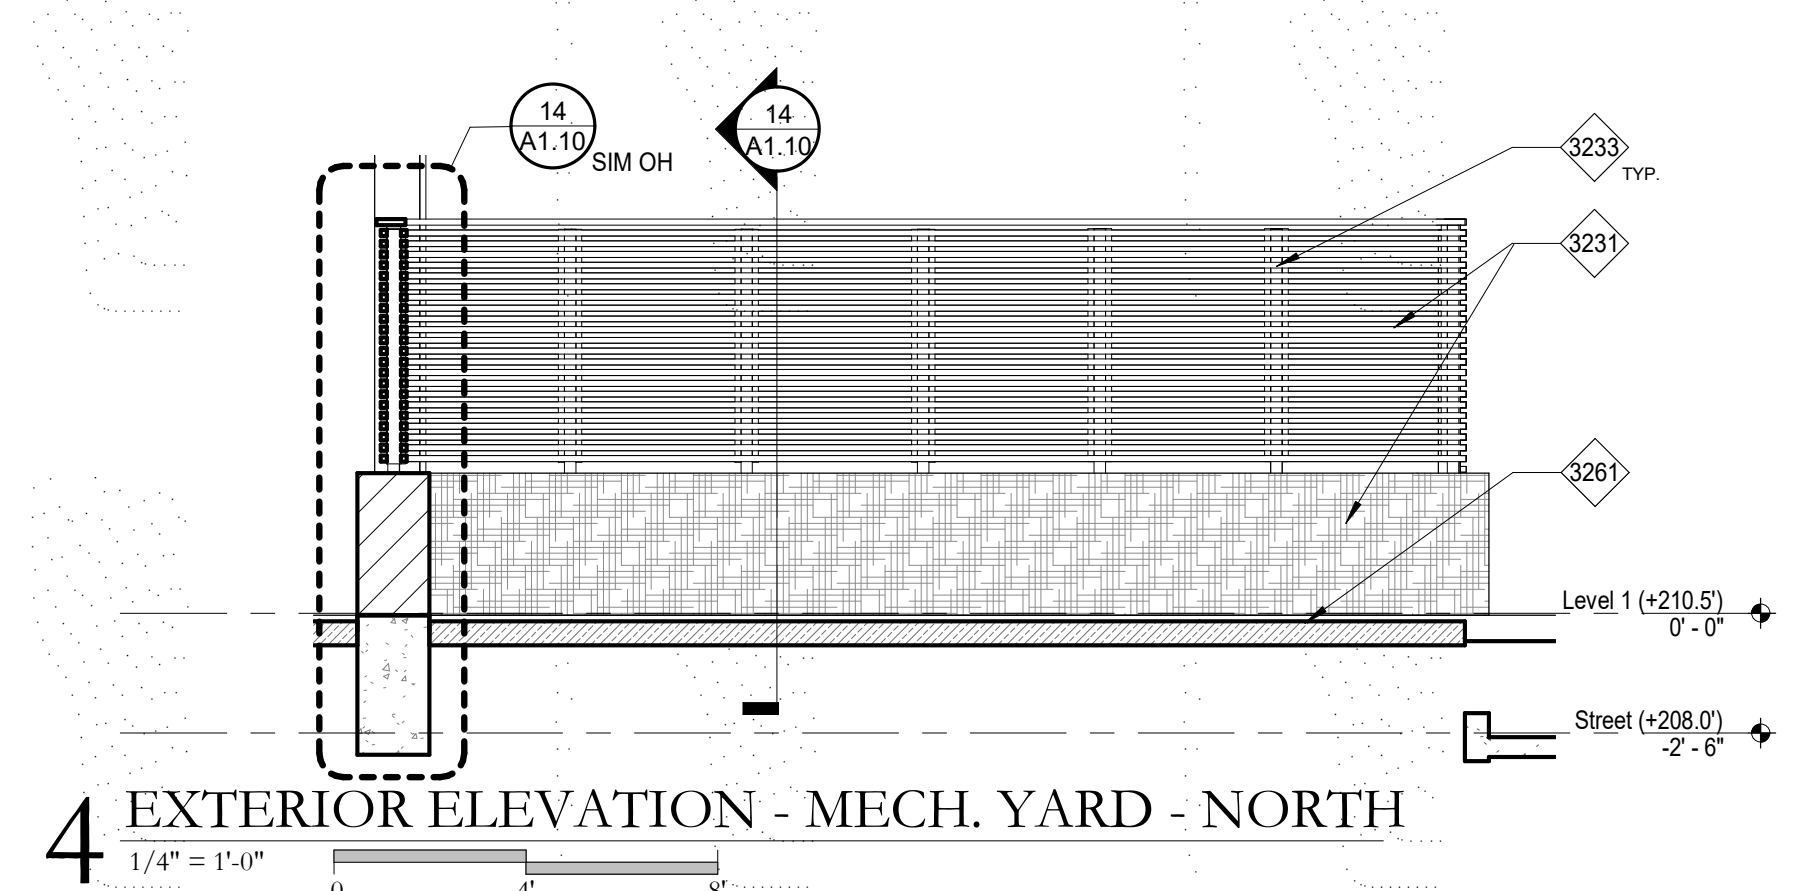 14
A1.10
SIM OH
14
A1.10
3233
TYP.
3231
3261
Level 1 (+210.5')
0' - 0"
Street (+208.0')
-2' - 6"
4 EXTERIOR ELEVATION - MECH. YARD - NORTH
1/4" = 1'-0"
0 4' 8'